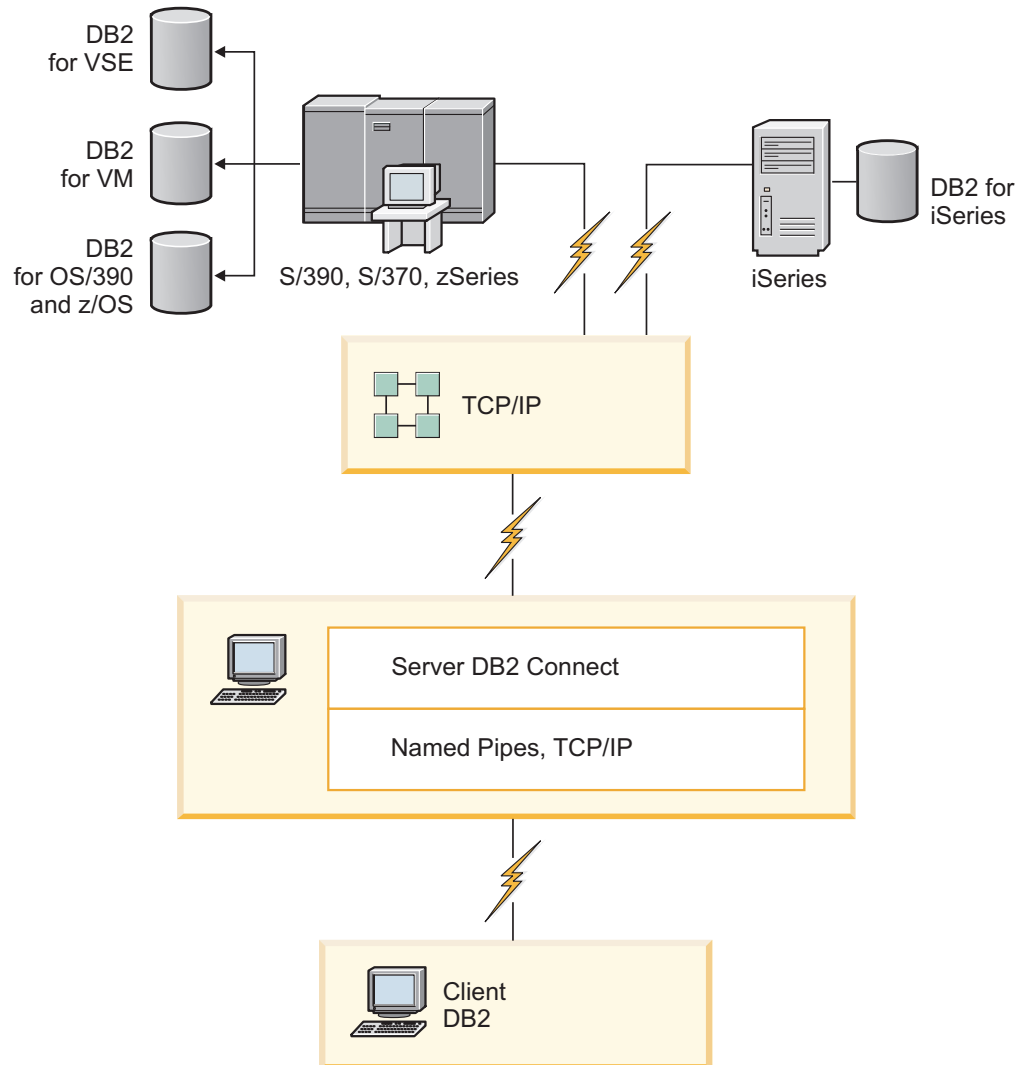 DB2
for VSE
DB2
for VM
DB2
for OS/390
and z/OS
S/390, S/370, zSeries
iSeries
DB2 for
iSeries
TCP/IP
Server DB2 Connect
Named Pipes, TCP/IP
Client
DB2